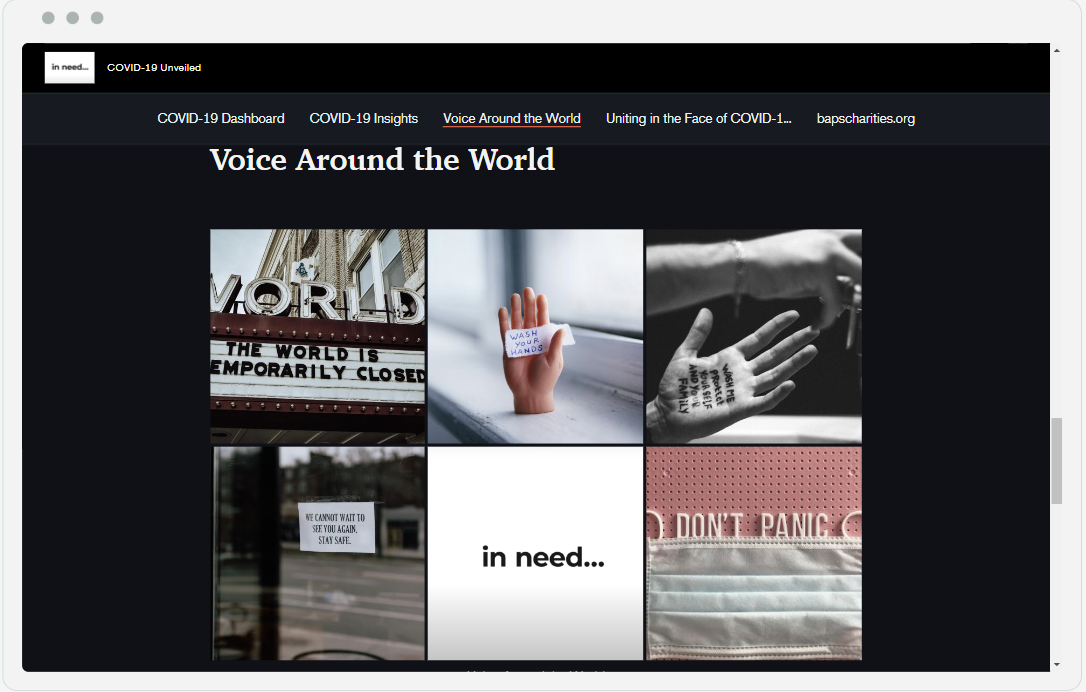 in need...
COVID-19 Unveiled
COVID-19 Dashboard
COVID-19 Insights
Voice Around the World
Uniting in the Face of COVID-1...
bapscharities.org
Voice Around the World
WORLD
THE WORLD IS
EMPORARILY CLOSED
WASH
YOUR
HANDS
WASH ME
PROTECT
YOURSELF
AND YOUR
FAMILY
WE CANNOT WAIT TO
SEE YOU AGAIN.
STAY SAFE.
in need...
DON'T PANIC